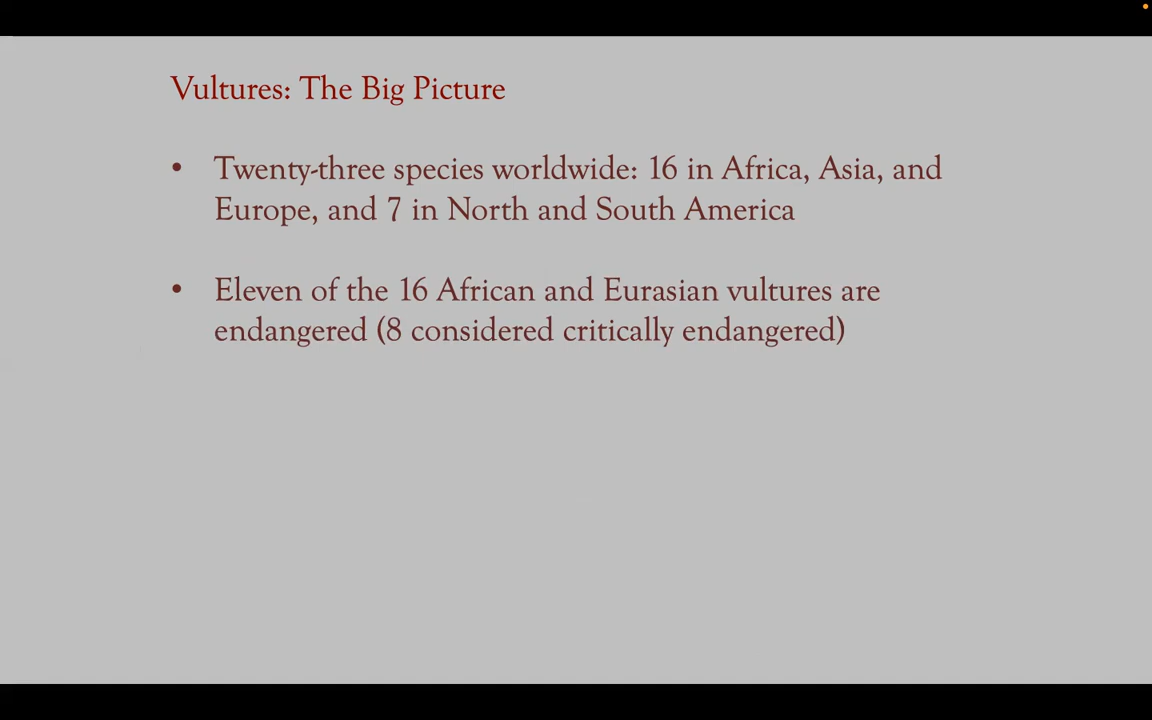 Vultures: The Big Picture
• Twenty-three species worldwide: 16 in Africa, Asia, and
Europe, and 7 in North and South America
• Eleven of the 16 African and Eurasian vultures are
endangered (8 considered critically endangered)